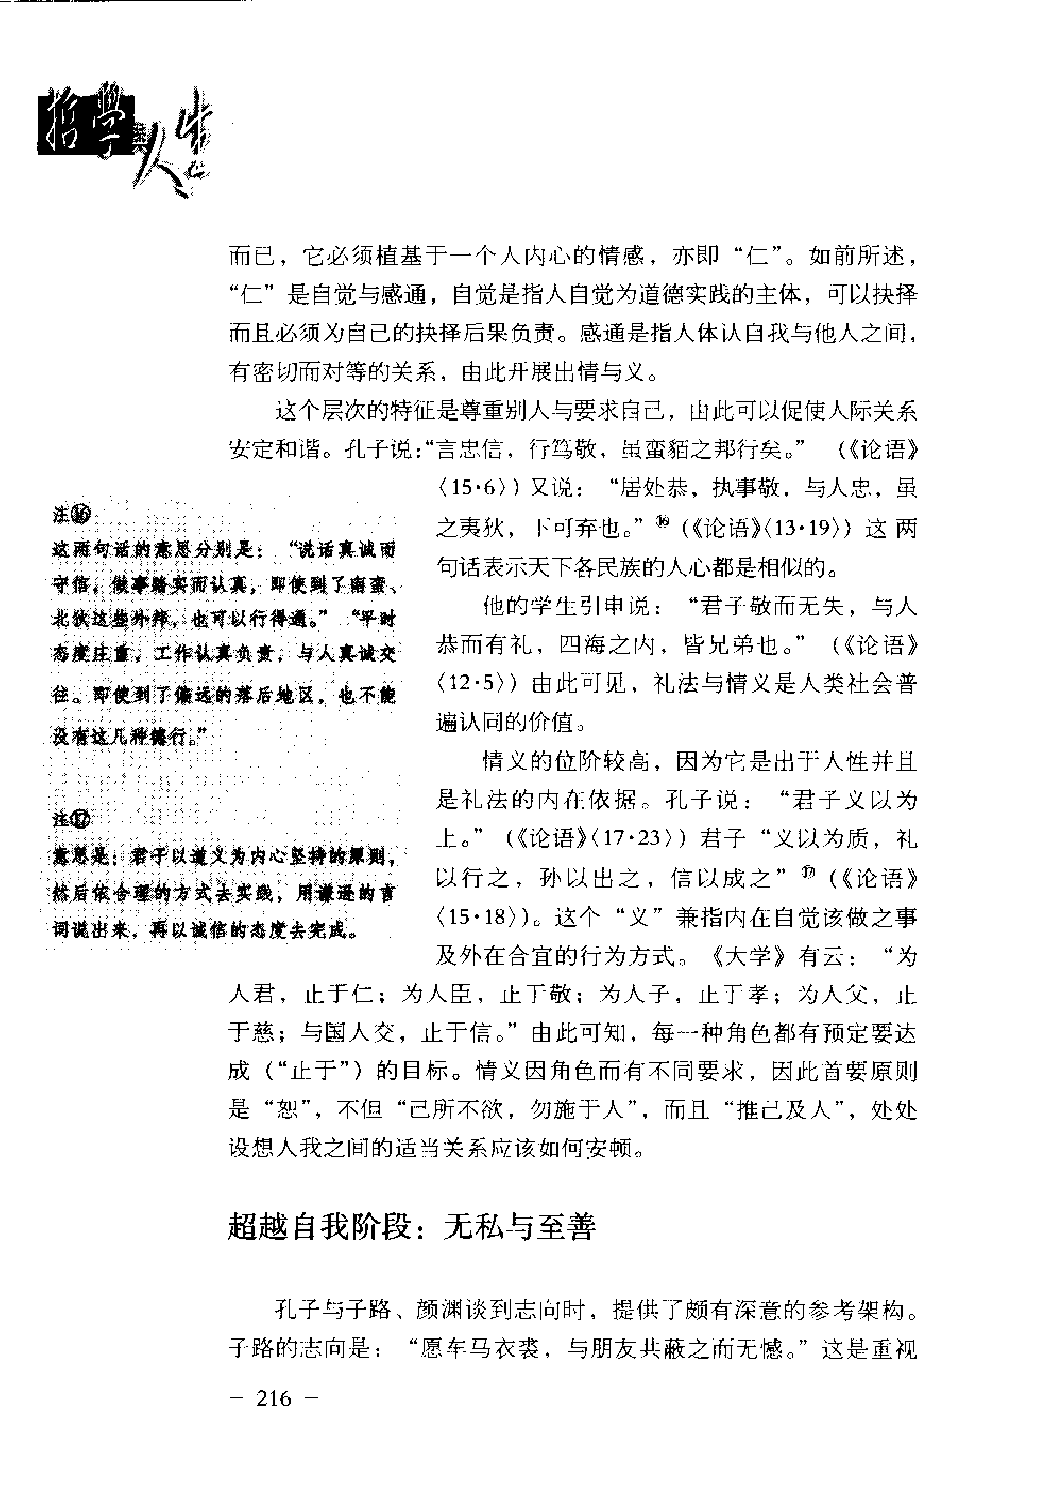 哲學與人生
而已，它必须植基于一个人内心的情感，亦即“仁”。如前所述，
“仁”是自觉与感通，自觉是指人自觉为道德实践的主体，可以抉择
而且必须为自己的抉择后果负责。感通是指人体认自我与他人之间，
有密切而对等的关系，由此开展出情与义。
这个层次的特征是尊重别人与要求自己，由此可以促使人际关系
安定和谐。孔子说：“言忠信，行笃敬，虽蛮貊之邦行矣。”（《论语》
〈15·6〉）又说：“居处恭，执事敬，与人忠，虽
之夷狄，不可弃也。”⑯（《论语》〈13·19〉）这两
句话表示天下各民族的人心都是相似的。
他的学生引申说：“君子敬而无失，与人
恭而有礼，四海之内，皆兄弟也。”（《论语》
〈12·5〉）由此可见，礼法与情义是人类社会普
遍认同的价值。
情义的位阶较高，因为它是出于人性并且
是礼法的内在依据。孔子说：“君子义以为
上。”（《论语》〈17·23〉）君子“义以为质，礼
以行之，孙以出之，信以成之”⑰（《论语》
〈15·18〉）。这个“义”兼指内在自觉该做之事
及外在合宜的行为方式。《大学》有云：“为
人君，止于仁；为人臣，止于敬；为人子，止于孝；为人父，止
于慈；与国人交，止于信。”由此可知，每一种角色都有预定要达
成（“止于”）的目标。情义因角色而有不同要求，因此首要原则
是“恕”，不但“己所不欲，勿施于人”，而且“推己及人”，处处
设想人我之间的适当关系应该如何安顿。
注⑯
这两句话的意思分别是：“说话真诚而
守信，做事踏实而认真，即使到了南蛮、
北狄这些外邦，也可以行得通。”“平时
态度庄重，工作认真负责，与人真诚交
往。即使到了偏远的落后地区，也不能
没有这几种德行。”
注⑰
意思是：君子以道义为内心坚持的原则，
然后依合理的方式去实践，用谦逊的言
词说出来，再以诚信的态度去完成。
超越自我阶段：无私与至善
孔子与子路、颜渊谈到志向时，提供了颇有深意的参考架构。
子路的志向是：“愿车马衣裘，与朋友共蔽之而无憾。”这是重视
－ 216 －